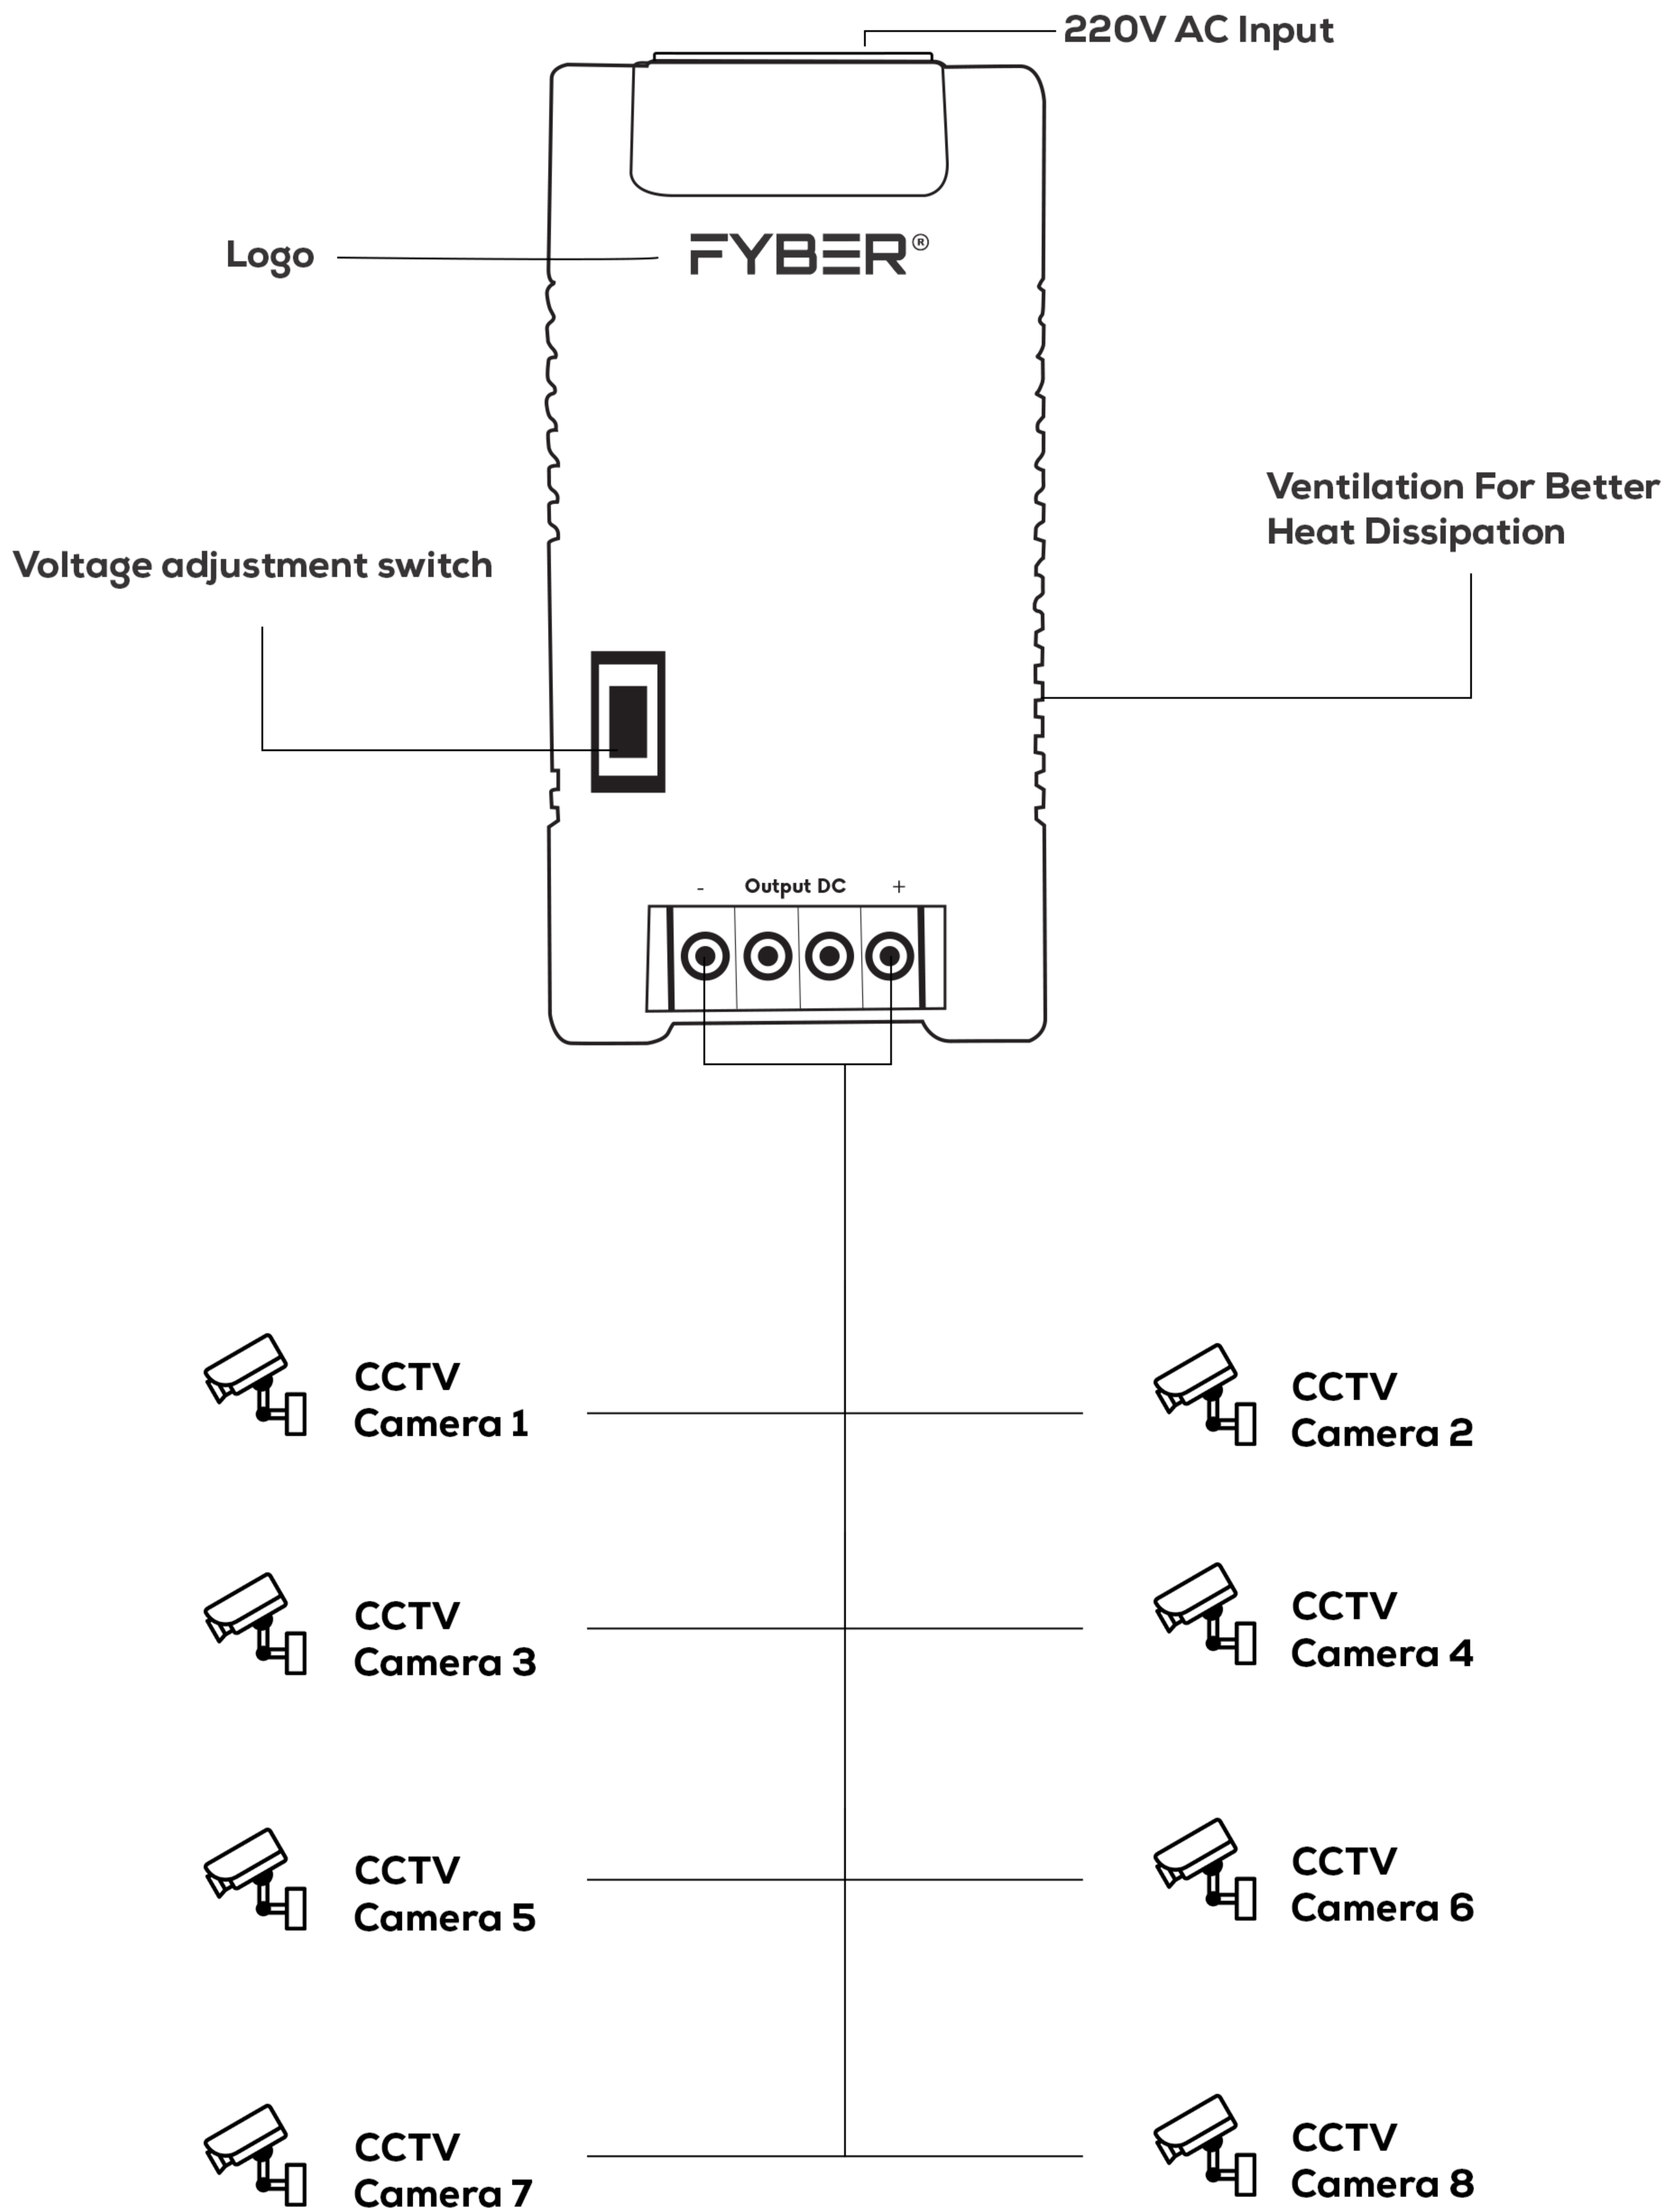 220V AC Input
FYBER®
Logo
Ventilation For Better
Heat Dissipation
Voltage adjustment switch
- Output DC +
CCTV
Camera 1
CCTV
Camera 2
CCTV
Camera 3
CCTV
Camera 4
CCTV
Camera 5
CCTV
Camera 6
CCTV
Camera 7
CCTV
Camera 8